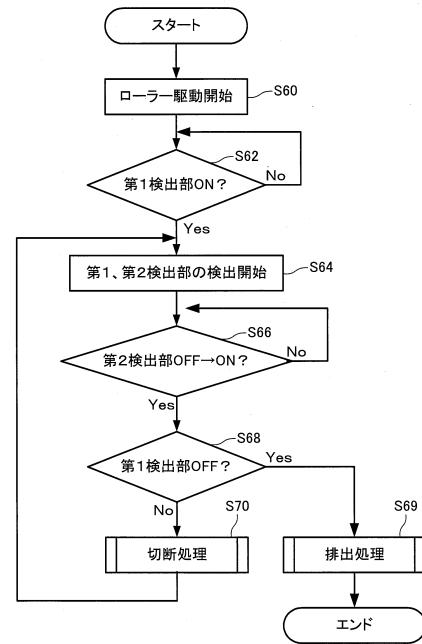 スタート
ローラー駆動開始
S60
S62
第1検出部ON?
No
Yes
第1、第2検出部の検出開始
S64
S66
第2検出部OFF→ON?
No
Yes
S68
第1検出部OFF?
Yes
No
S70
切断処理
S69
排出処理
エンド